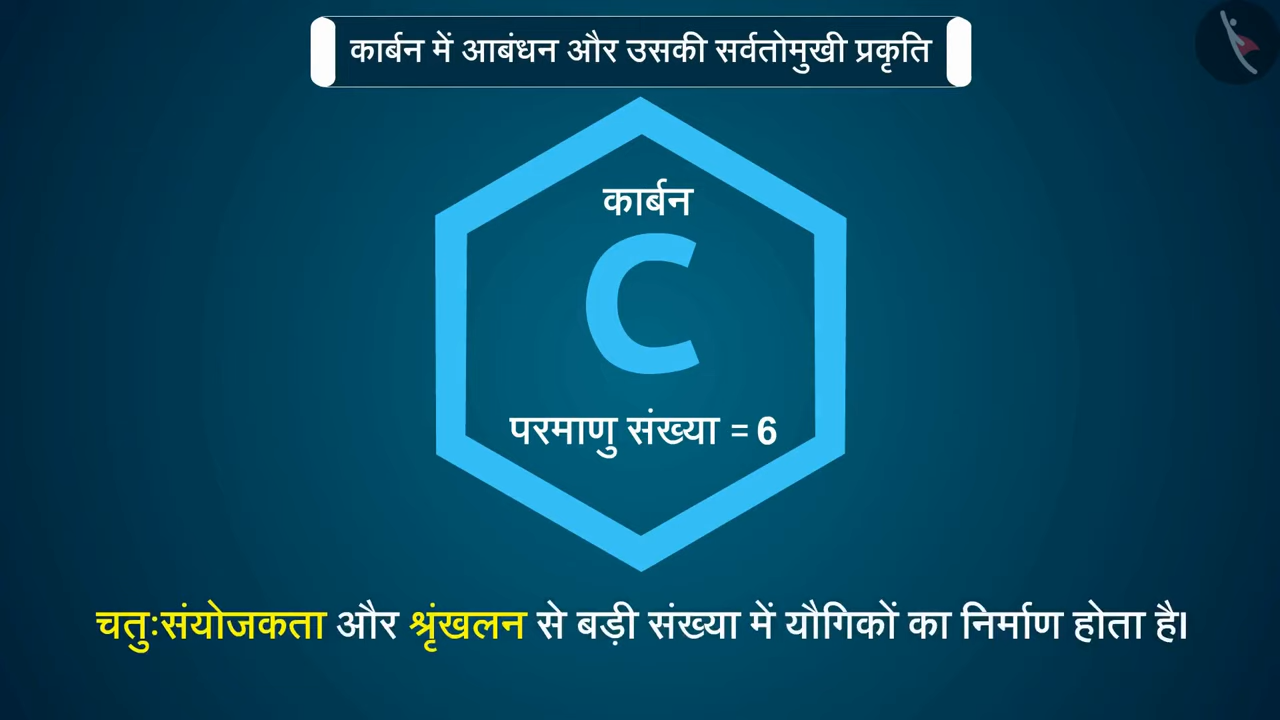 कार्बन में आबंधन और उसकी सर्वतोमुखी प्रकृति
कार्बन
C
परमाणु संख्या = 6
चतुःसंयोजकता और श्रृंखलन से बड़ी संख्या में यौगिकों का निर्माण होता है।